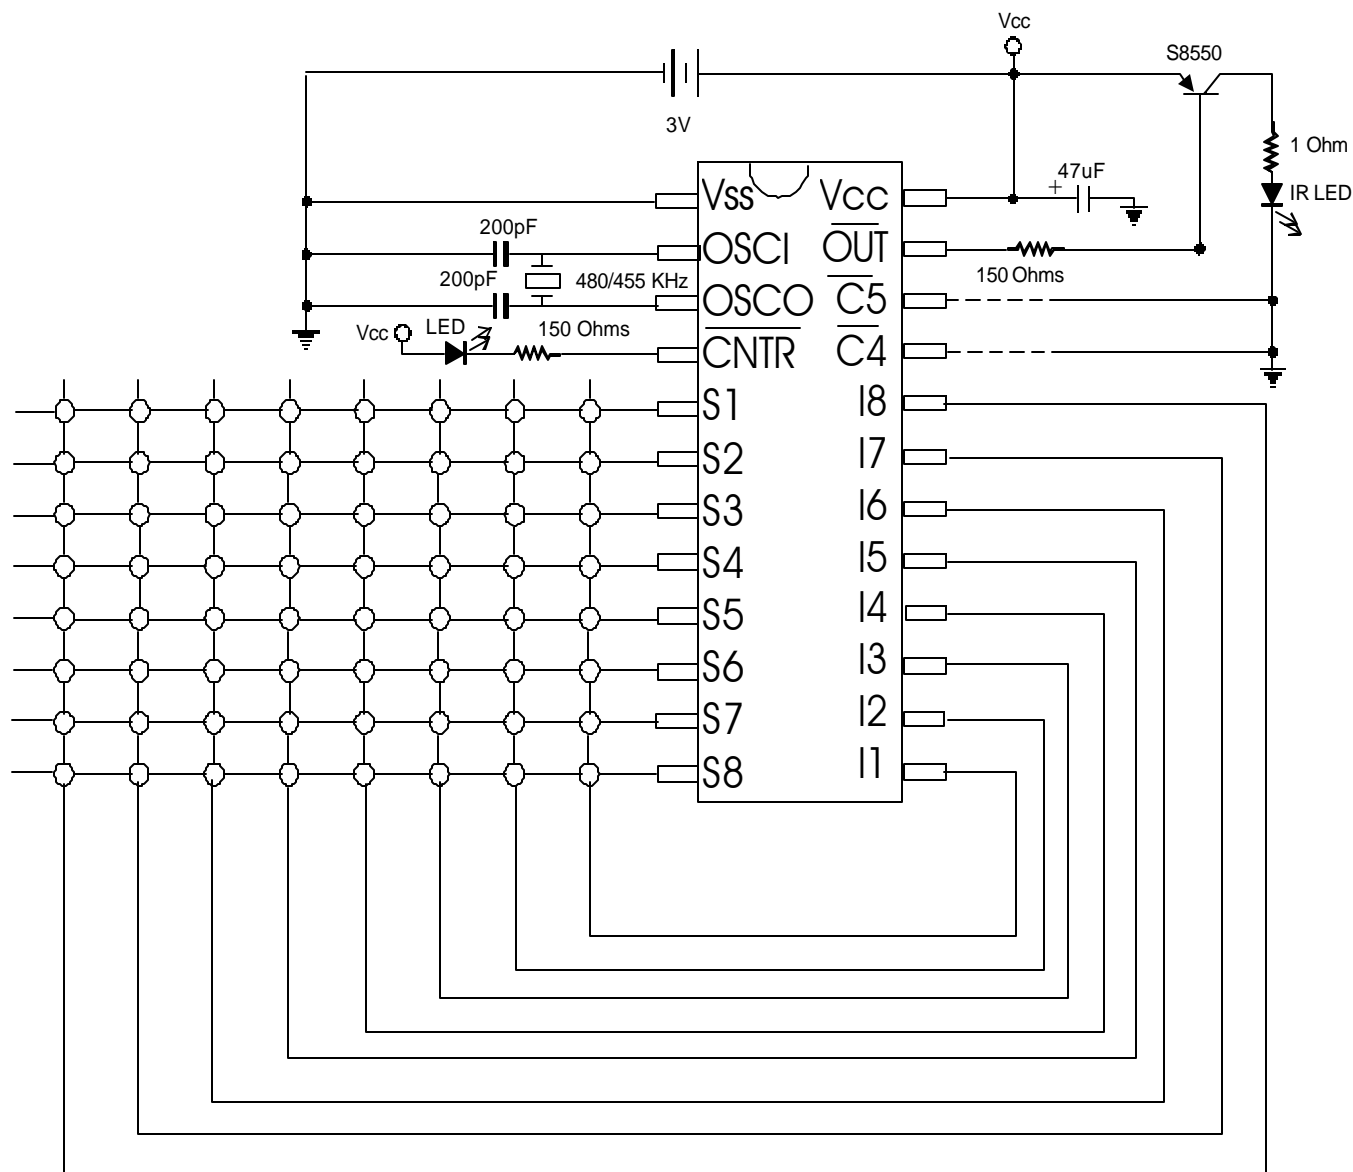 Vcc
S8550
3V
1 Ohm
47uF
+
IR LED
Vss
Vcc
200pF
OSCI
OUT
150 Ohms
200pF
480/455 KHz
OSCO
C5
Vcc
LED
150 Ohms
CNTR
C4
S1
I8
S2
I7
S3
I6
S4
I5
S5
I4
S6
I3
S7
I2
S8
I1